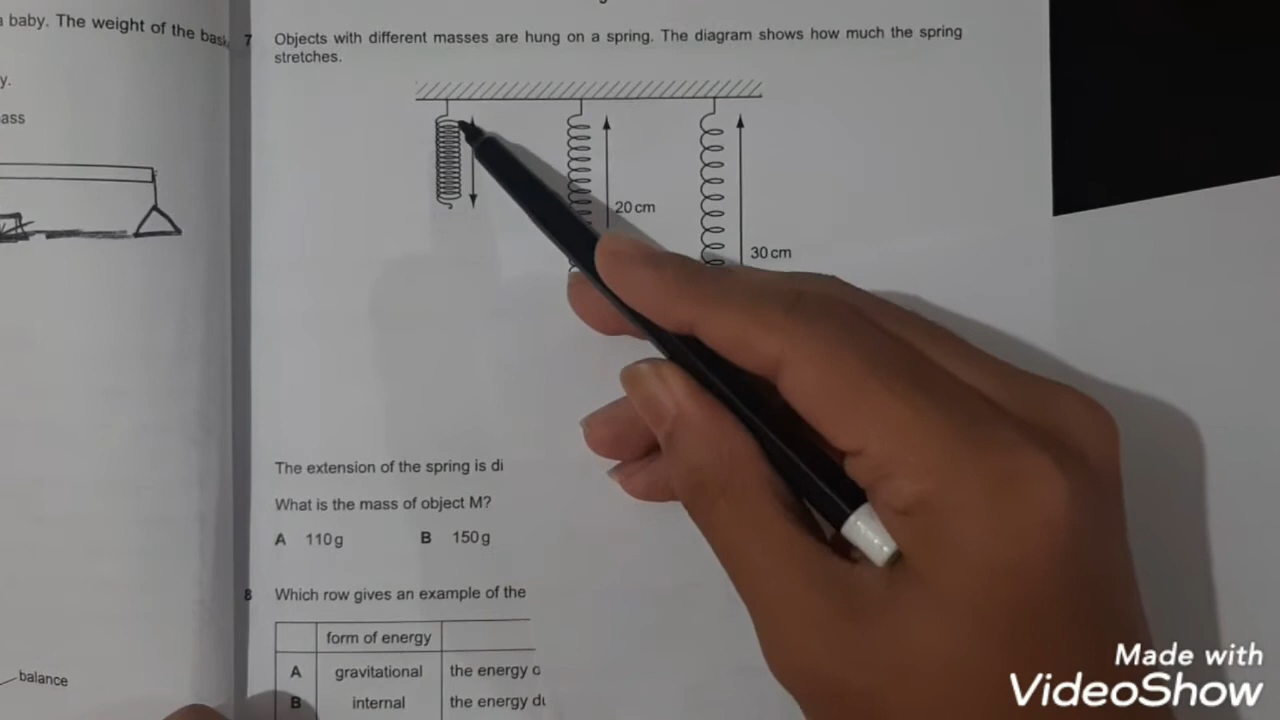 a baby. The weight of the
y.
ass
balance
7 Objects with different masses are hung on a spring. The diagram shows how much the spring
stretches.
20 cm
30 cm
The extension of the spring is di
What is the mass of object M?
A 110 g B 150 g
8 Which row gives an example of the
form of energy
A gravitational the energy o
B internal the energy du
Made with
VideoShow